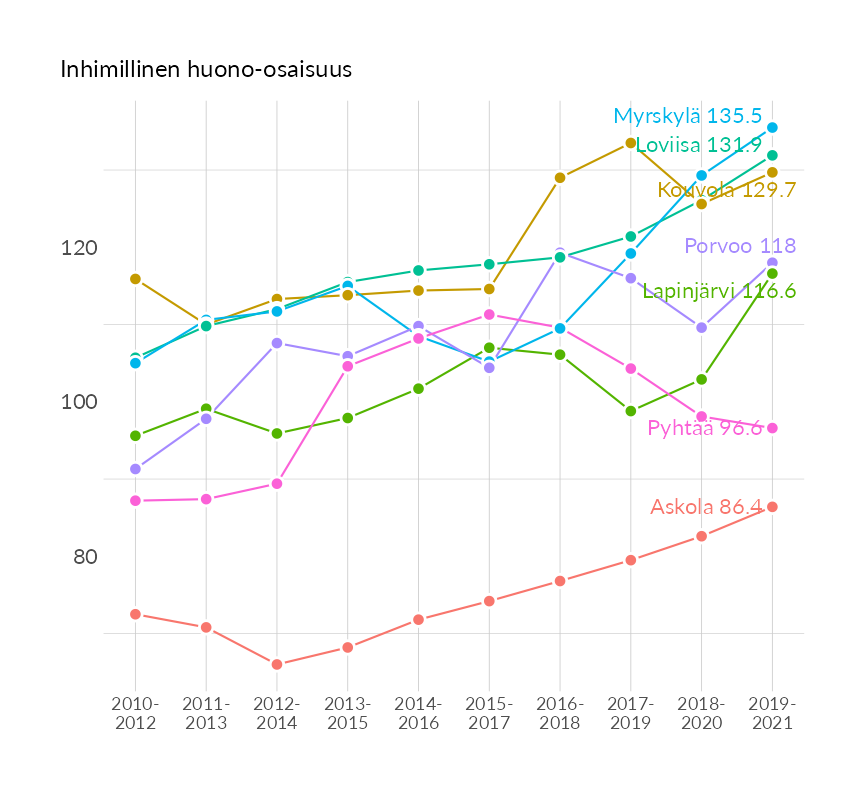 Inhimillinen huono-osaisuus
Myrskylä 135.5
Loviisa 131.9
Kouvola 129.7
Porvoo 118
Lapinjärvi 116.6
Pyhtää 96.6
Askola 86.4
120
100
80
2010-
2012
2011-
2013
2012-
2014
2013-
2015
2014-
2016
2015-
2017
2016-
2018
2017-
2019
2018-
2020
2019-
2021